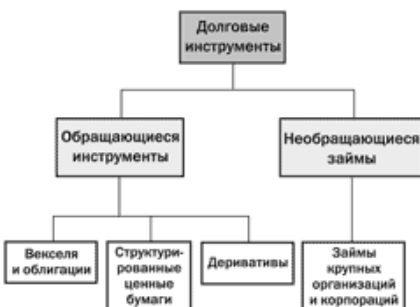 Долговые
инструменты
Обращающиеся
инструменты
Необращающиеся
займы
Векселя
и облигации
Структури-
рованные
ценные
бумаги
Деривативы
Займы
крупных
организаций
и корпораций